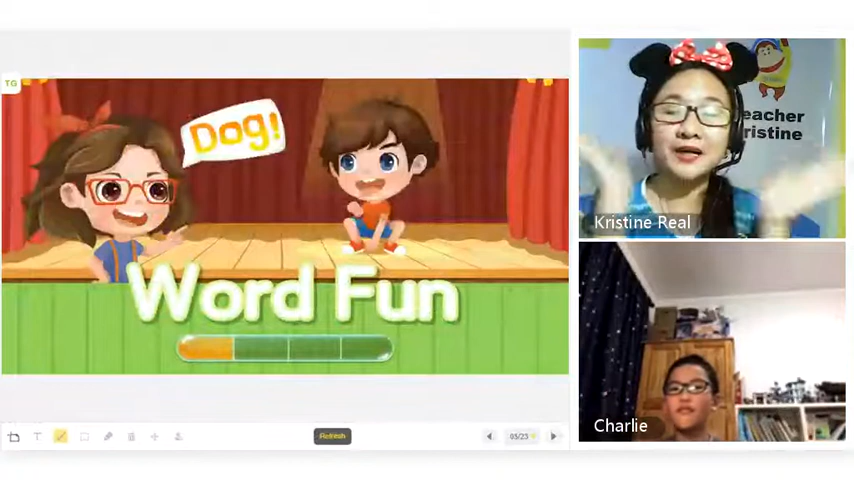 TG
Dog!
Word Fun
Refresh
05/23
eacher
ristine
Kristine Real
Charlie